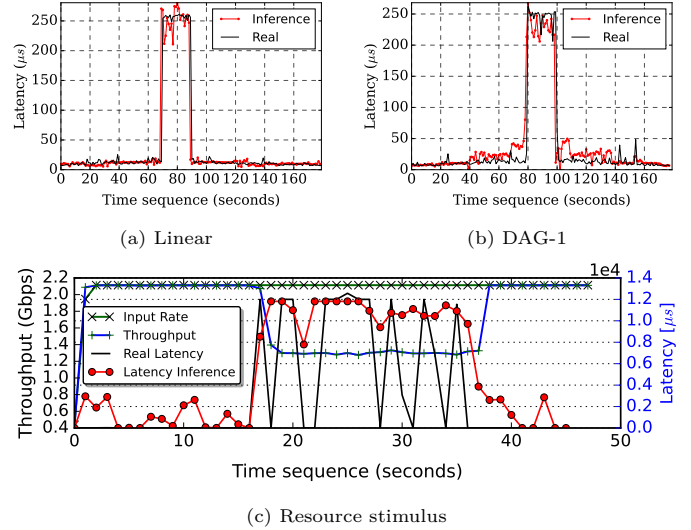 Latency (μs)
250
200
150
100
50
0
Inference
Real
0 20 40 60 80 100 120 140 160
Time sequence (seconds)
(a) Linear
Latency (μs)
250
200
150
100
50
0
Inference
Real
0 20 40 60 80 100 120 140 160
Time sequence (seconds)
(b) DAG-1
Throughput (Gbps)
2.2
2.0
1.8
1.6
1.4
1.2
1.0
0.8
0.6
0.4
Input Rate
Throughput
Real Latency
Latency Inference
1e4
1.4
1.2
1.0
0.8
0.6
0.4
0.2
0.0
Latency [μs]
0 10 20 30 40 50
Time sequence (seconds)
(c) Resource stimulus